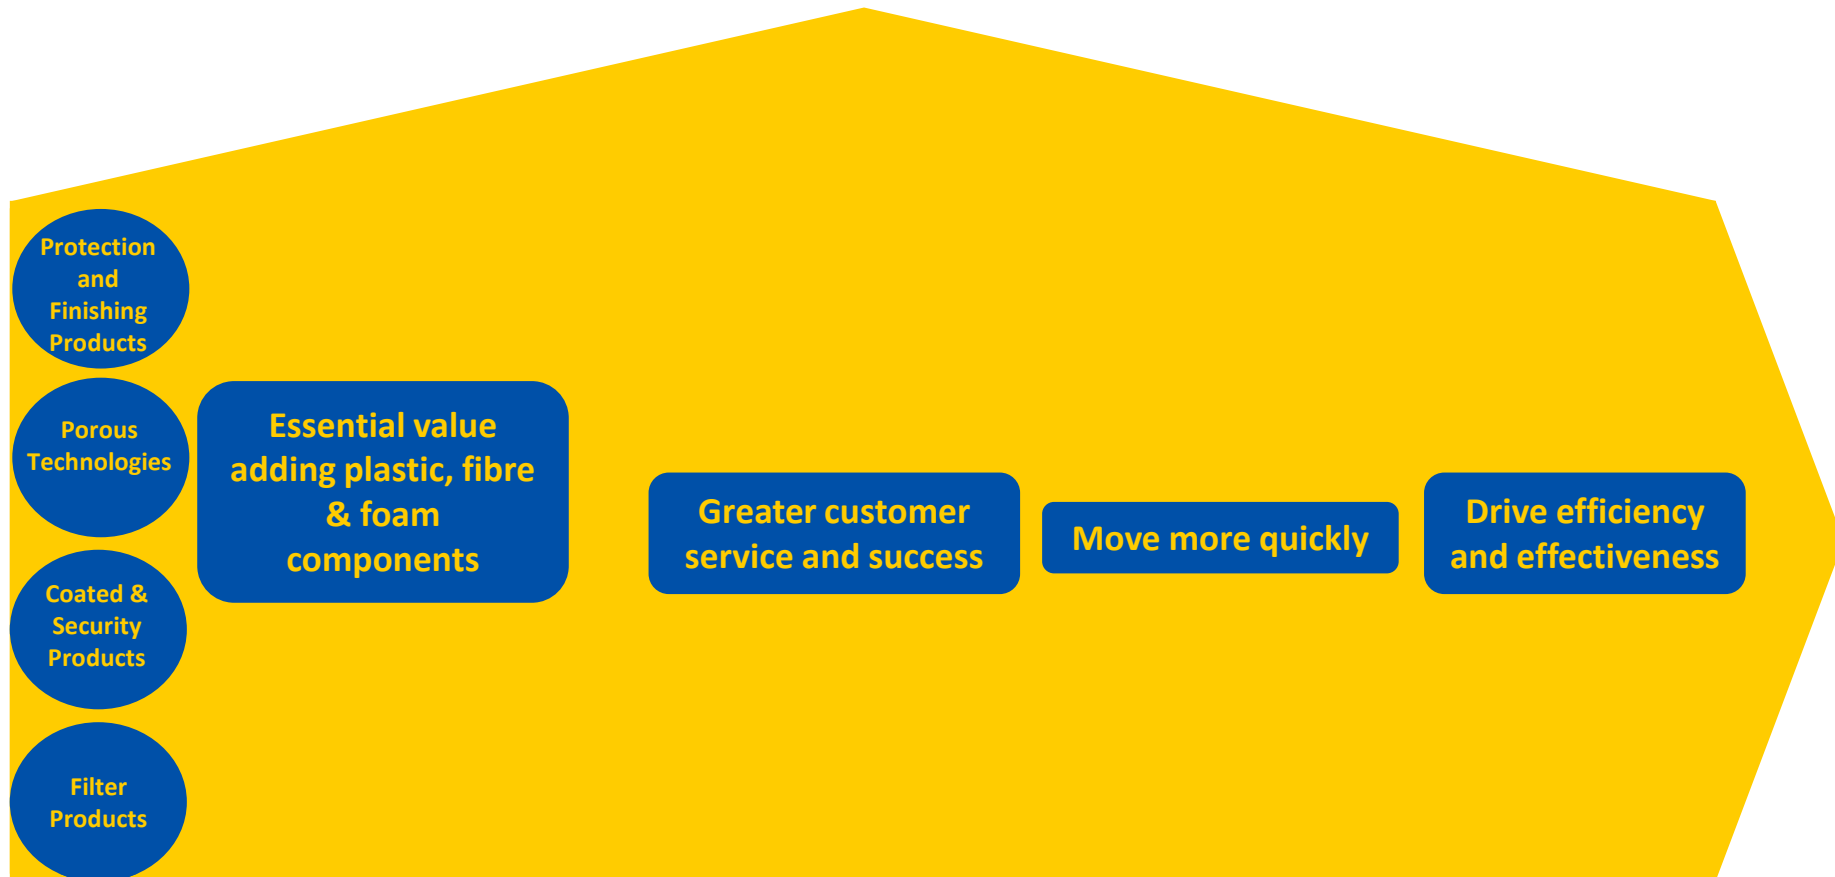 Protection
and
Finishing
Products
Porous
Technologies
Coated &
Security
Products
Filter
Products
Essential value
adding plastic, fibre
& foam
components
Greater customer
service and success
Move more quickly
Drive efficiency
and effectiveness